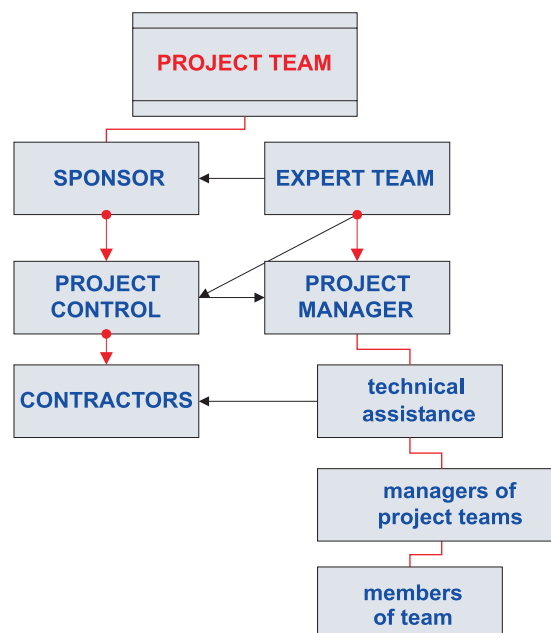 PROJECT TEAM
SPONSOR
EXPERT TEAM
PROJECT
CONTROL
PROJECT
MANAGER
CONTRACTORS
technical
assistance
managers of
project teams
members
of team